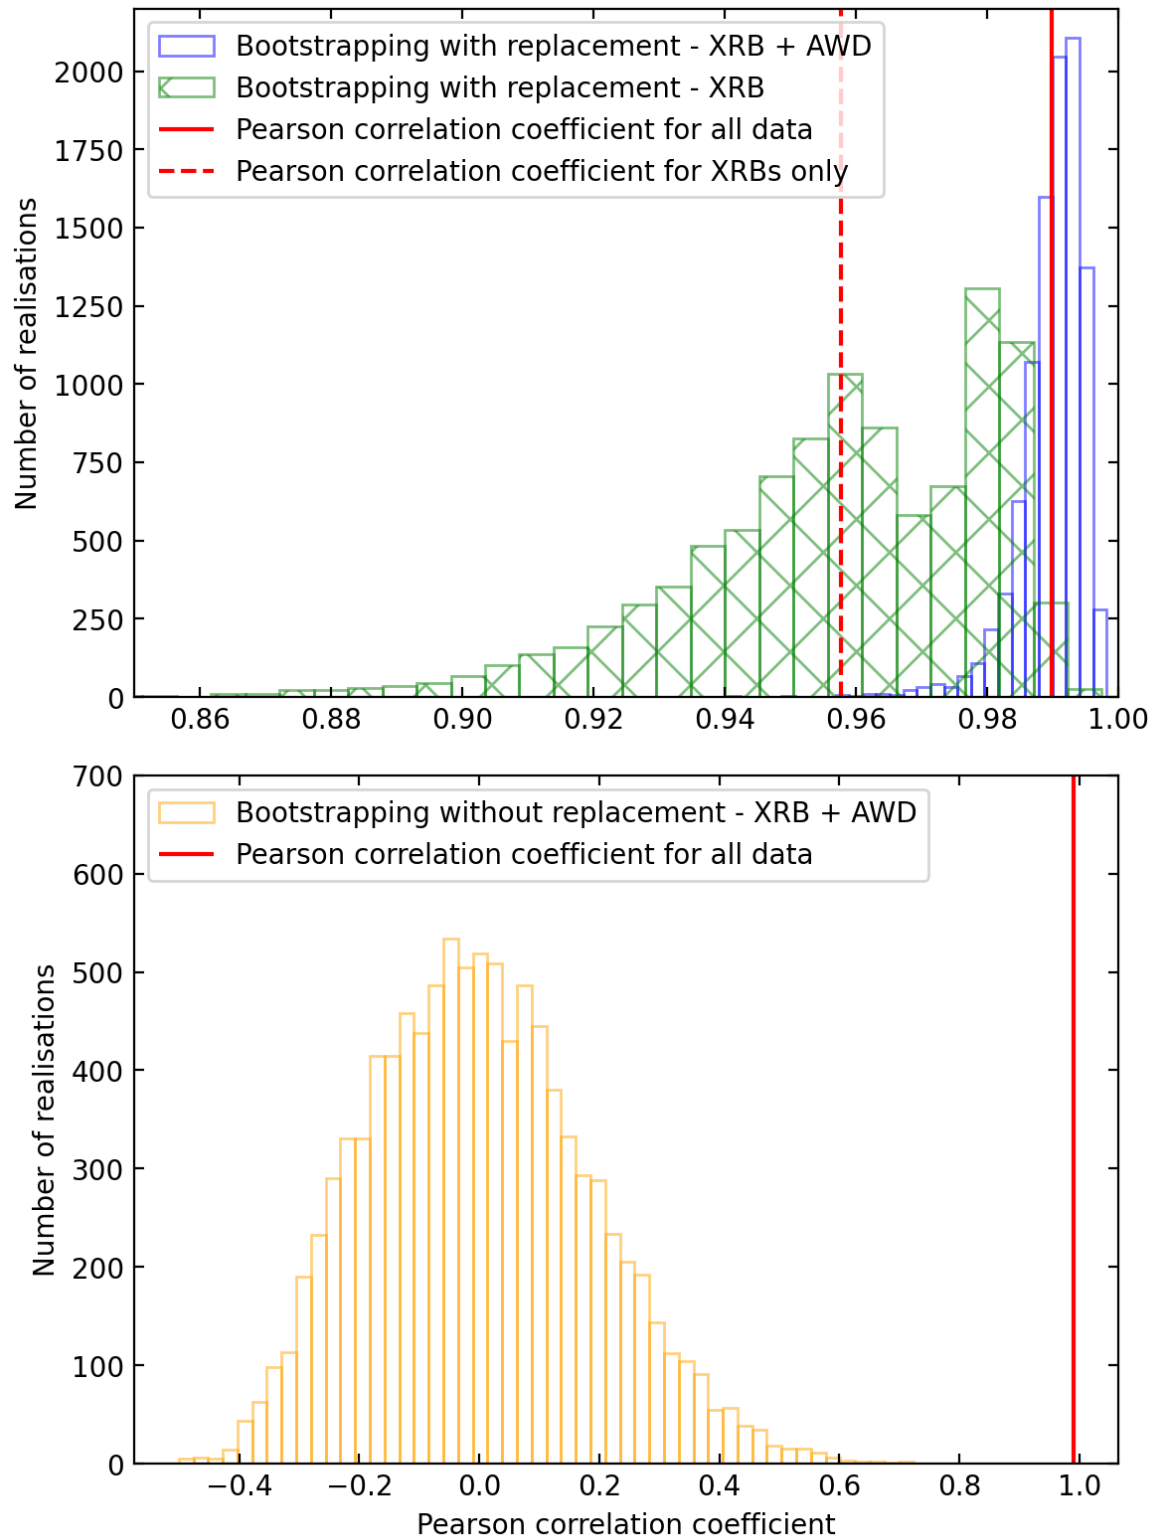 Bootstrapping with replacement - XRB + AWD
Bootstrapping with replacement - XRB
Pearson correlation coefficient for all data
Pearson correlation coefficient for XRBs only
Number of realisations
2000
1750
1500
1250
1000
750
500
250
0
0.86 0.88 0.90 0.92 0.94 0.96 0.98 1.00
Bootstrapping without replacement - XRB + AWD
Pearson correlation coefficient for all data
Number of realisations
700
600
500
400
300
200
100
0
−0.4 −0.2 0.0 0.2 0.4 0.6 0.8 1.0
Pearson correlation coefficient